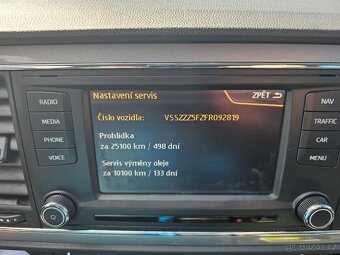 Nastavení servis
ZPĚT
RADIO
MEDIA
PHONE
VOICE
NAV
TRAFFIC
CAR
MENU
Číslo vozidla: VSSZZZ5FZFR092819
Prohlídka
za 25100 km / 498 dní
Servis výměny oleje
za 10100 km / 133 dní